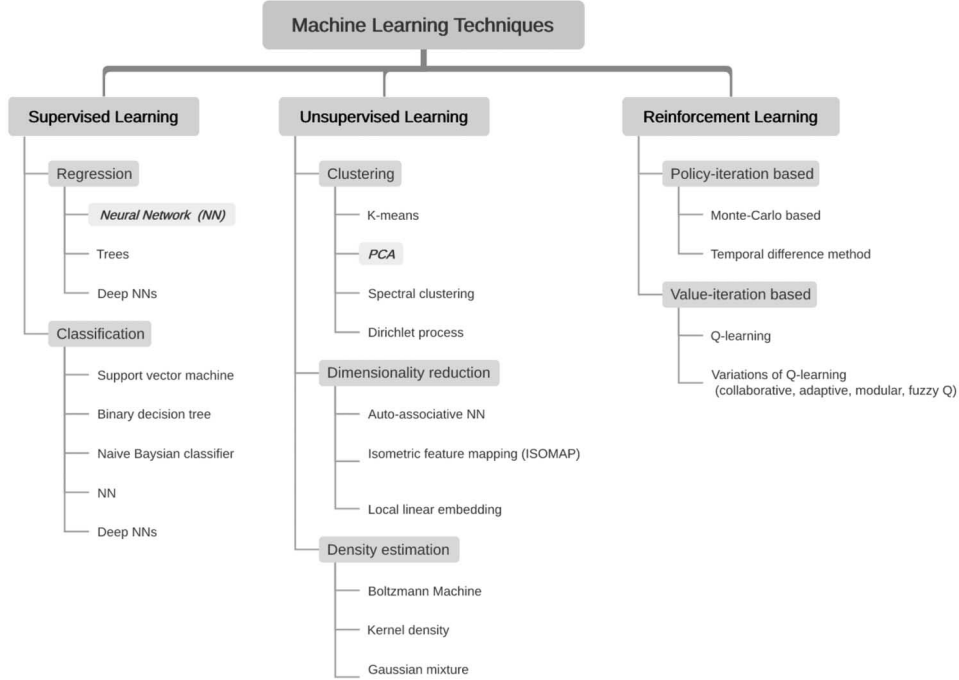 Machine Learning Techniques
Supervised Learning
Regression
Neural Network (NN)
Trees
Deep NNs
Classification
Support vector machine
Binary decision tree
Naive Baysian classifier
NN
Deep NNs
Unsupervised Learning
Clustering
K-means
PCA
Spectral clustering
Dirichlet process
Dimensionality reduction
Auto-associative NN
Isometric feature mapping (ISOMAP)
Local linear embedding
Density estimation
Boltzmann Machine
Kernel density
Gaussian mixture
Reinforcement Learning
Policy-iteration based
Monte-Carlo based
Temporal difference method
Value-iteration based
Q-learning
Variations of Q-learning
(collaborative, adaptive, modular, fuzzy Q)